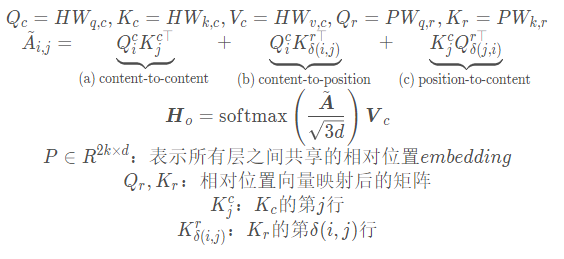 Q_c = HW_{q,c}, K_c = HW_{k,c}, V_c = HW_{v,c}, Q_r = PW_{q,r}, K_r = PW_{k,r}
Ã_{i,j} = Q_i^c K_j^{c⊤} + Q_i^c K_{δ(i,j)}^{r⊤} + K_j^c Q_{δ(j,i)}^{r⊤}
(a) content-to-content (b) content-to-position (c) position-to-content
H_o = softmax(Ã/√3d) V_c
P ∈ R^{2k×d}：表示所有层之间共享的相对位置embedding
Q_r, K_r：相对位置向量映射后的矩阵
K_j^c：K_c的第j行
K_{δ(i,j)}^r：K_r的第δ(i,j)行